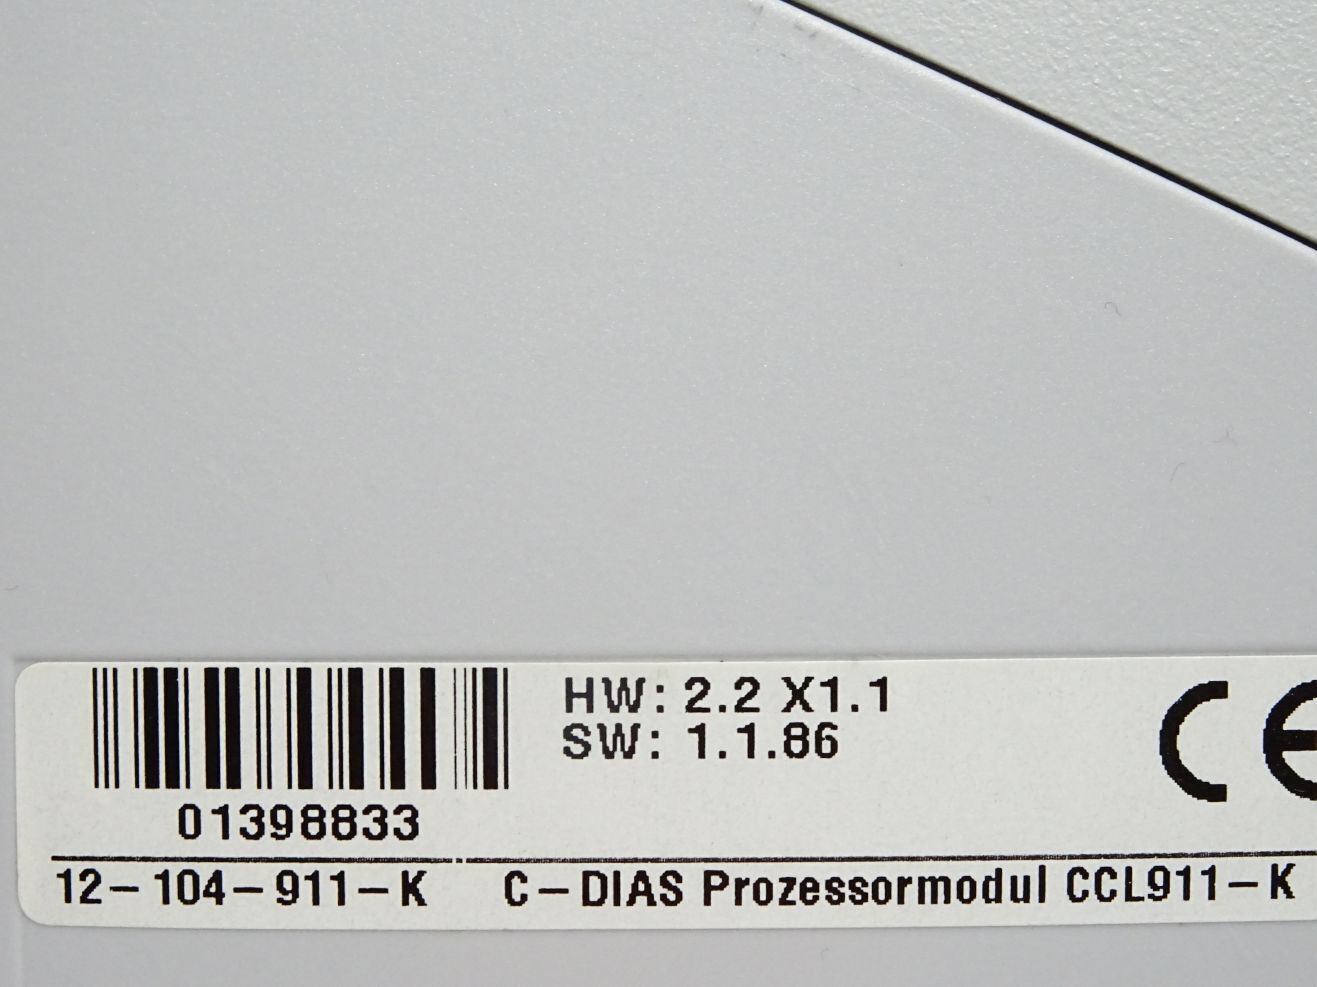 HW: 2.2 X1.1
SW: 1.1.86
CE
01398833
12-104-911-K C-DIAS Prozessormodul CCL911-K